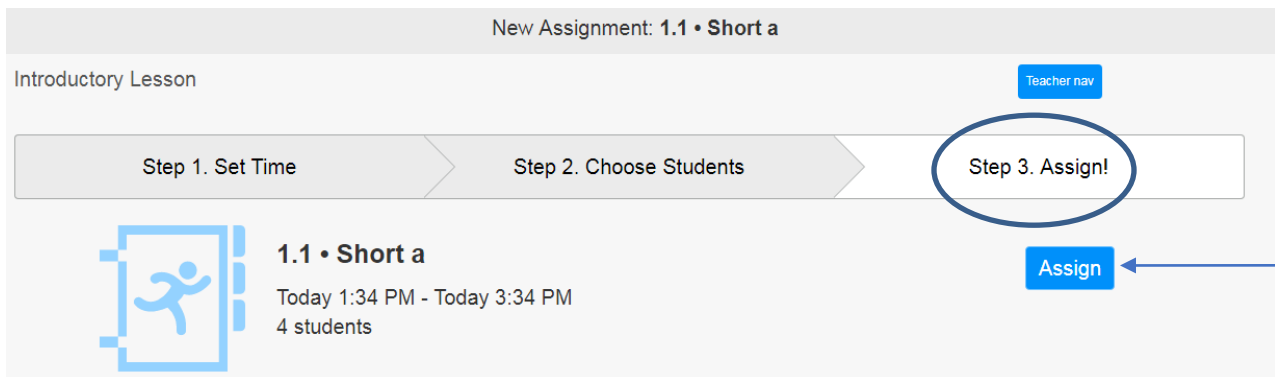 New Assignment: 1.1 • Short a
Introductory Lesson
Teacher nav
Step 1. Set Time
Step 2. Choose Students
Step 3. Assign!
1.1 • Short a
Assign
Today 1:34 PM - Today 3:34 PM
4 students